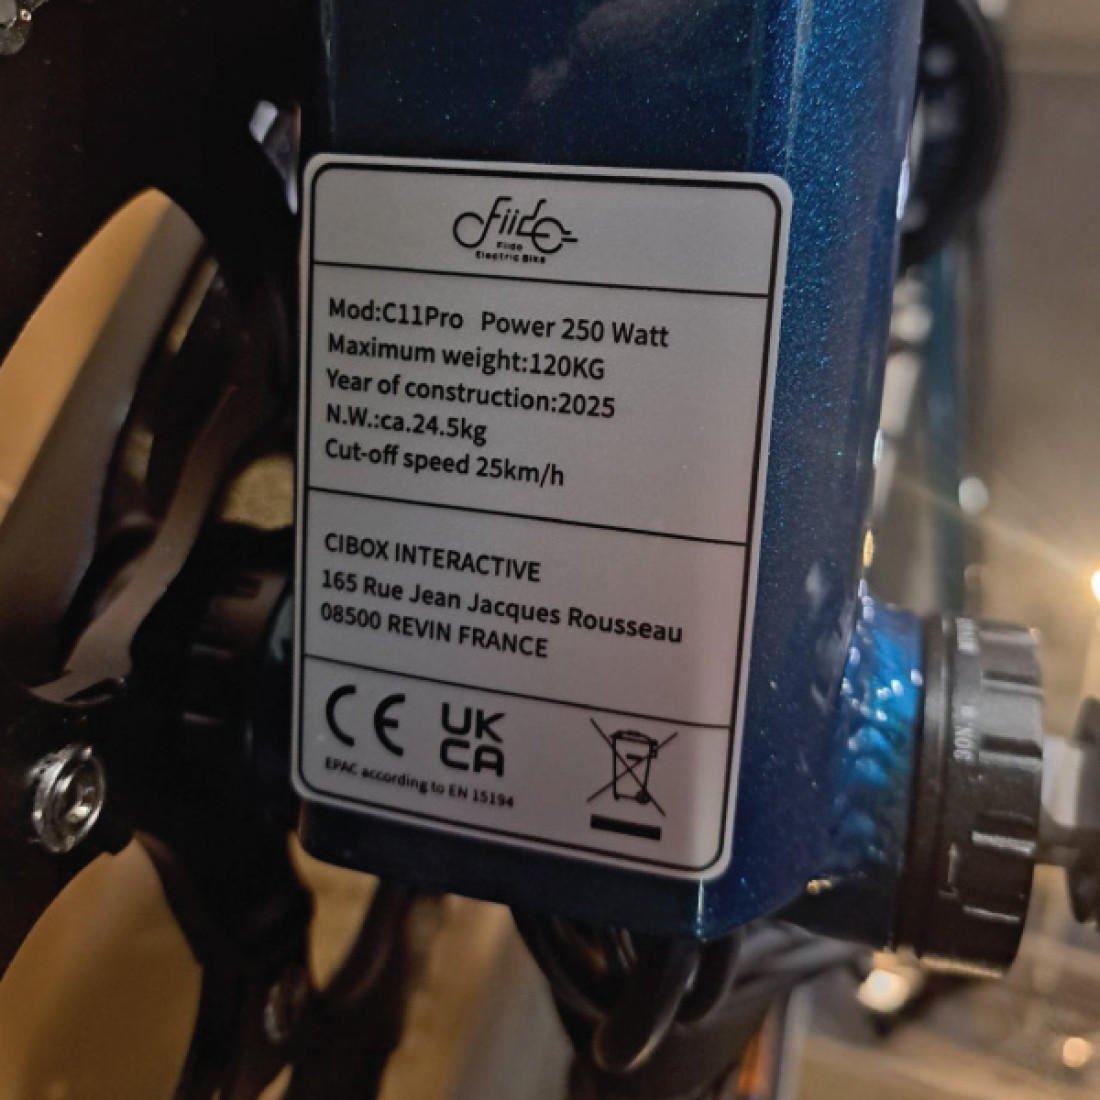 Fiido
Fiido
Electric Bike
Mod:C11Pro Power 250 Watt
Maximum weight:120KG
Year of construction:2025
N.W.:ca.24.5kg
Cut-off speed 25km/h
CIBOX INTERACTIVE
165 Rue Jean Jacques Rousseau
08500 REVIN FRANCE
CE
UK
CA
EPAC according to EN 15194